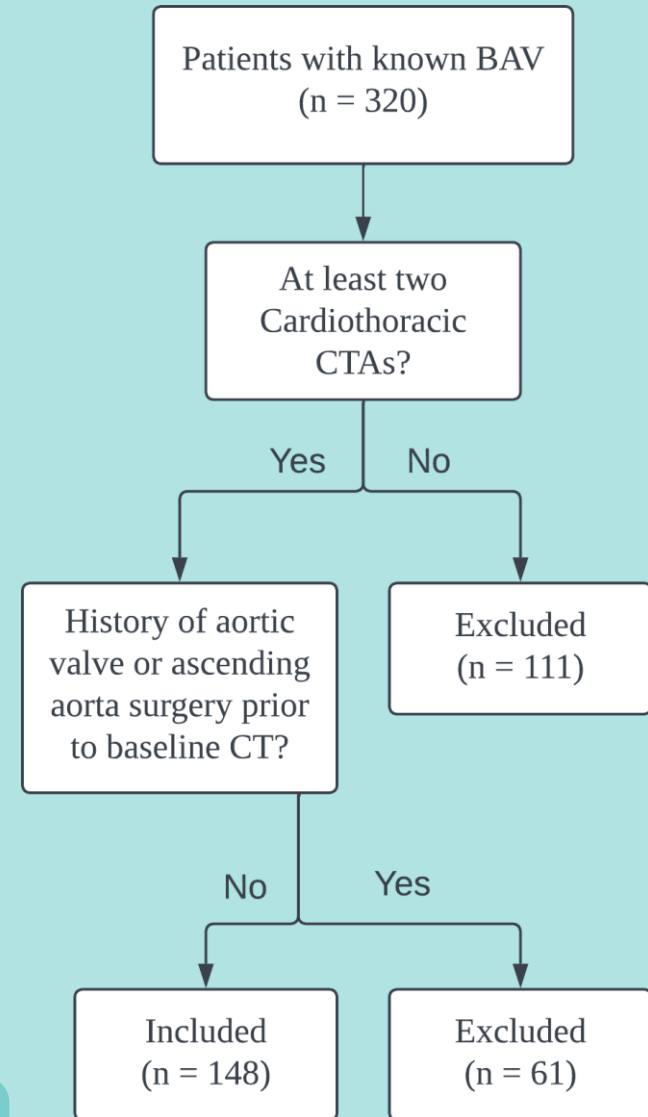 Patients with known BAV
(n = 320)
At least two
Cardiothoracic
CTAs?
Yes
No
History of aortic
valve or ascending
aorta surgery prior
to baseline CT?
Excluded
(n = 111)
No
Yes
Included
(n = 148)
Excluded
(n = 61)